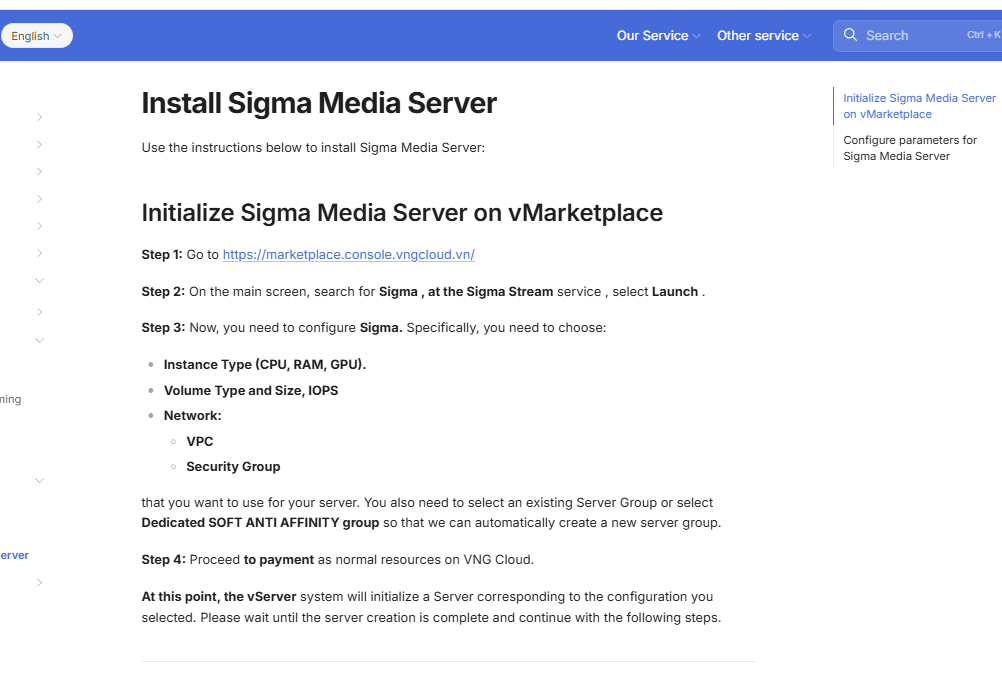 English
Our Service
Other service
Search
Ctrl + K
Install Sigma Media Server
Use the instructions below to install Sigma Media Server:
Initialize Sigma Media Server on vMarketplace
Step 1: Go to https://marketplace.console.vngcloud.vn/
Step 2: On the main screen, search for Sigma , at the Sigma Stream service , select Launch .
Step 3: Now, you need to configure Sigma. Specifically, you need to choose:
Instance Type (CPU, RAM, GPU).
Volume Type and Size, IOPS
Network:
VPC
Security Group
that you want to use for your server. You also need to select an existing Server Group or select
Dedicated SOFT ANTI AFFINITY group so that we can automatically create a new server group.
Step 4: Proceed to payment as normal resources on VNG Cloud.
At this point, the vServer system will initialize a Server corresponding to the configuration you
selected. Please wait until the server creation is complete and continue with the following steps.
Initialize Sigma Media Server
on vMarketplace
Configure parameters for
Sigma Media Server
ming
erver